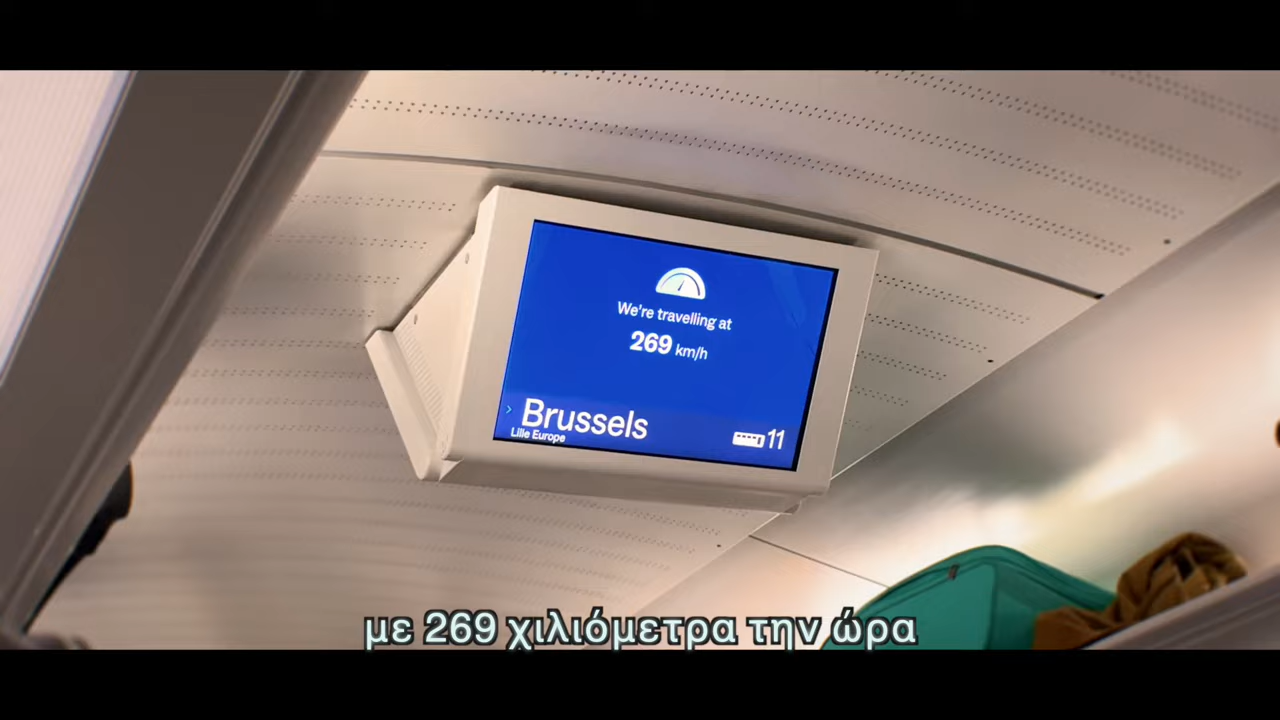 We're travelling at
269 km/h
› Brussels
Lille Europe
11
με 269 χιλιόμετρα την ώρα